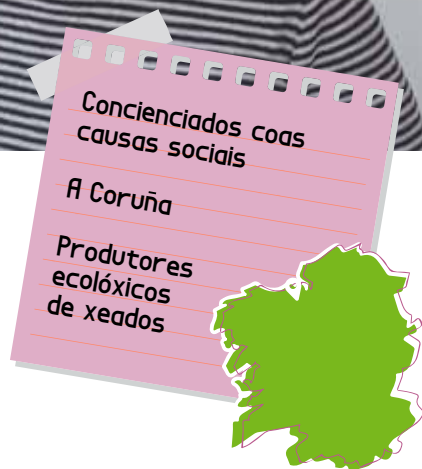 Concienciados coas
causas sociais
A Coruña
Produtores
ecolóxicos
de xeados